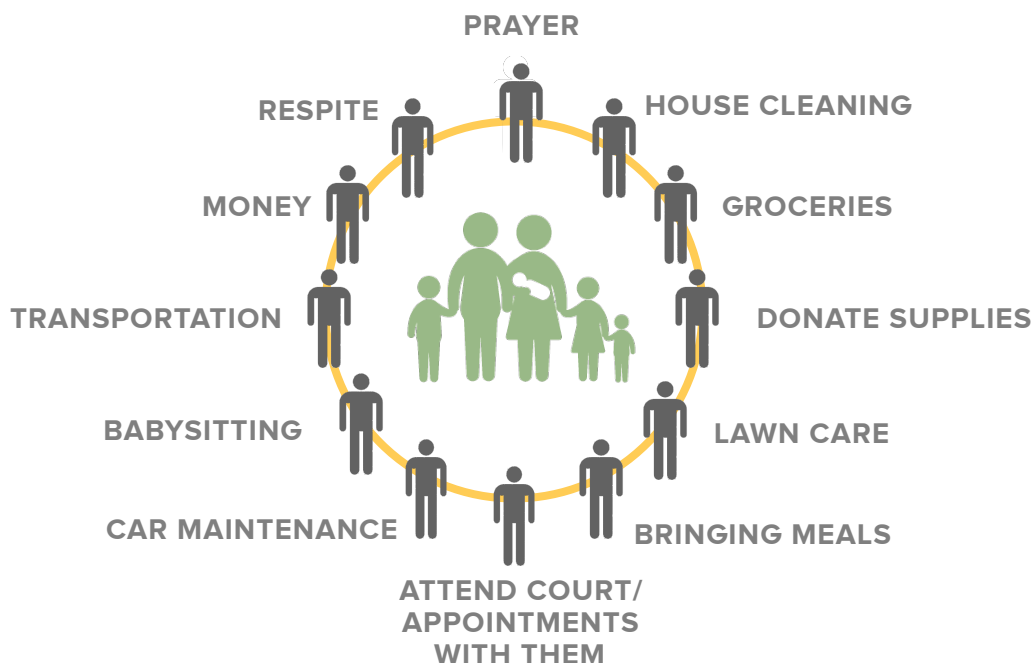 PRAYER
RESPITE
HOUSE CLEANING
MONEY
GROCERIES
TRANSPORTATION
DONATE SUPPLIES
BABYSITTING
LAWN CARE
CAR MAINTENANCE
BRINGING MEALS
ATTEND COURT/
APPOINTMENTS
WITH THEM